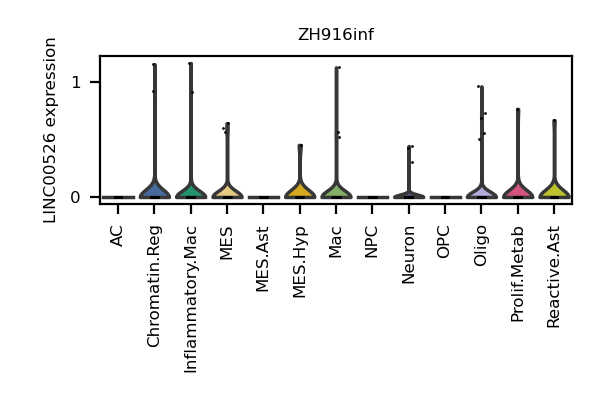 ZH916inf
LINC00526 expression
1
0
AC
Chromatin.Reg
Inflammatory.Mac
MES
MES.Ast
MES.Hyp
Mac
NPC
Neuron
OPC
Oligo
Prolif.Metab
Reactive.Ast